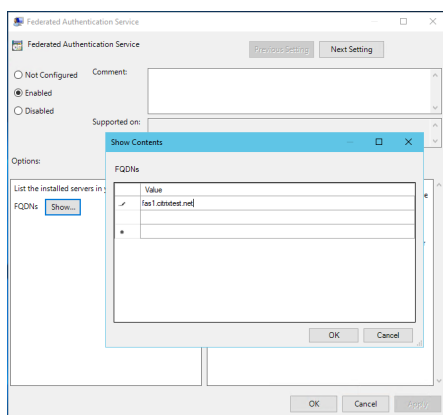 Federated Authentication Service
Federated Authentication Service
Previous Setting
Next Setting
Not Configured
Comment:
Enabled
Disabled
Supported on:
Options:
List the installed servers in
FQDNs
Show...
Show Contents
FQDNs
Value
fas1.citrixtest.net
OK
Cancel
OK
Cancel
Apply